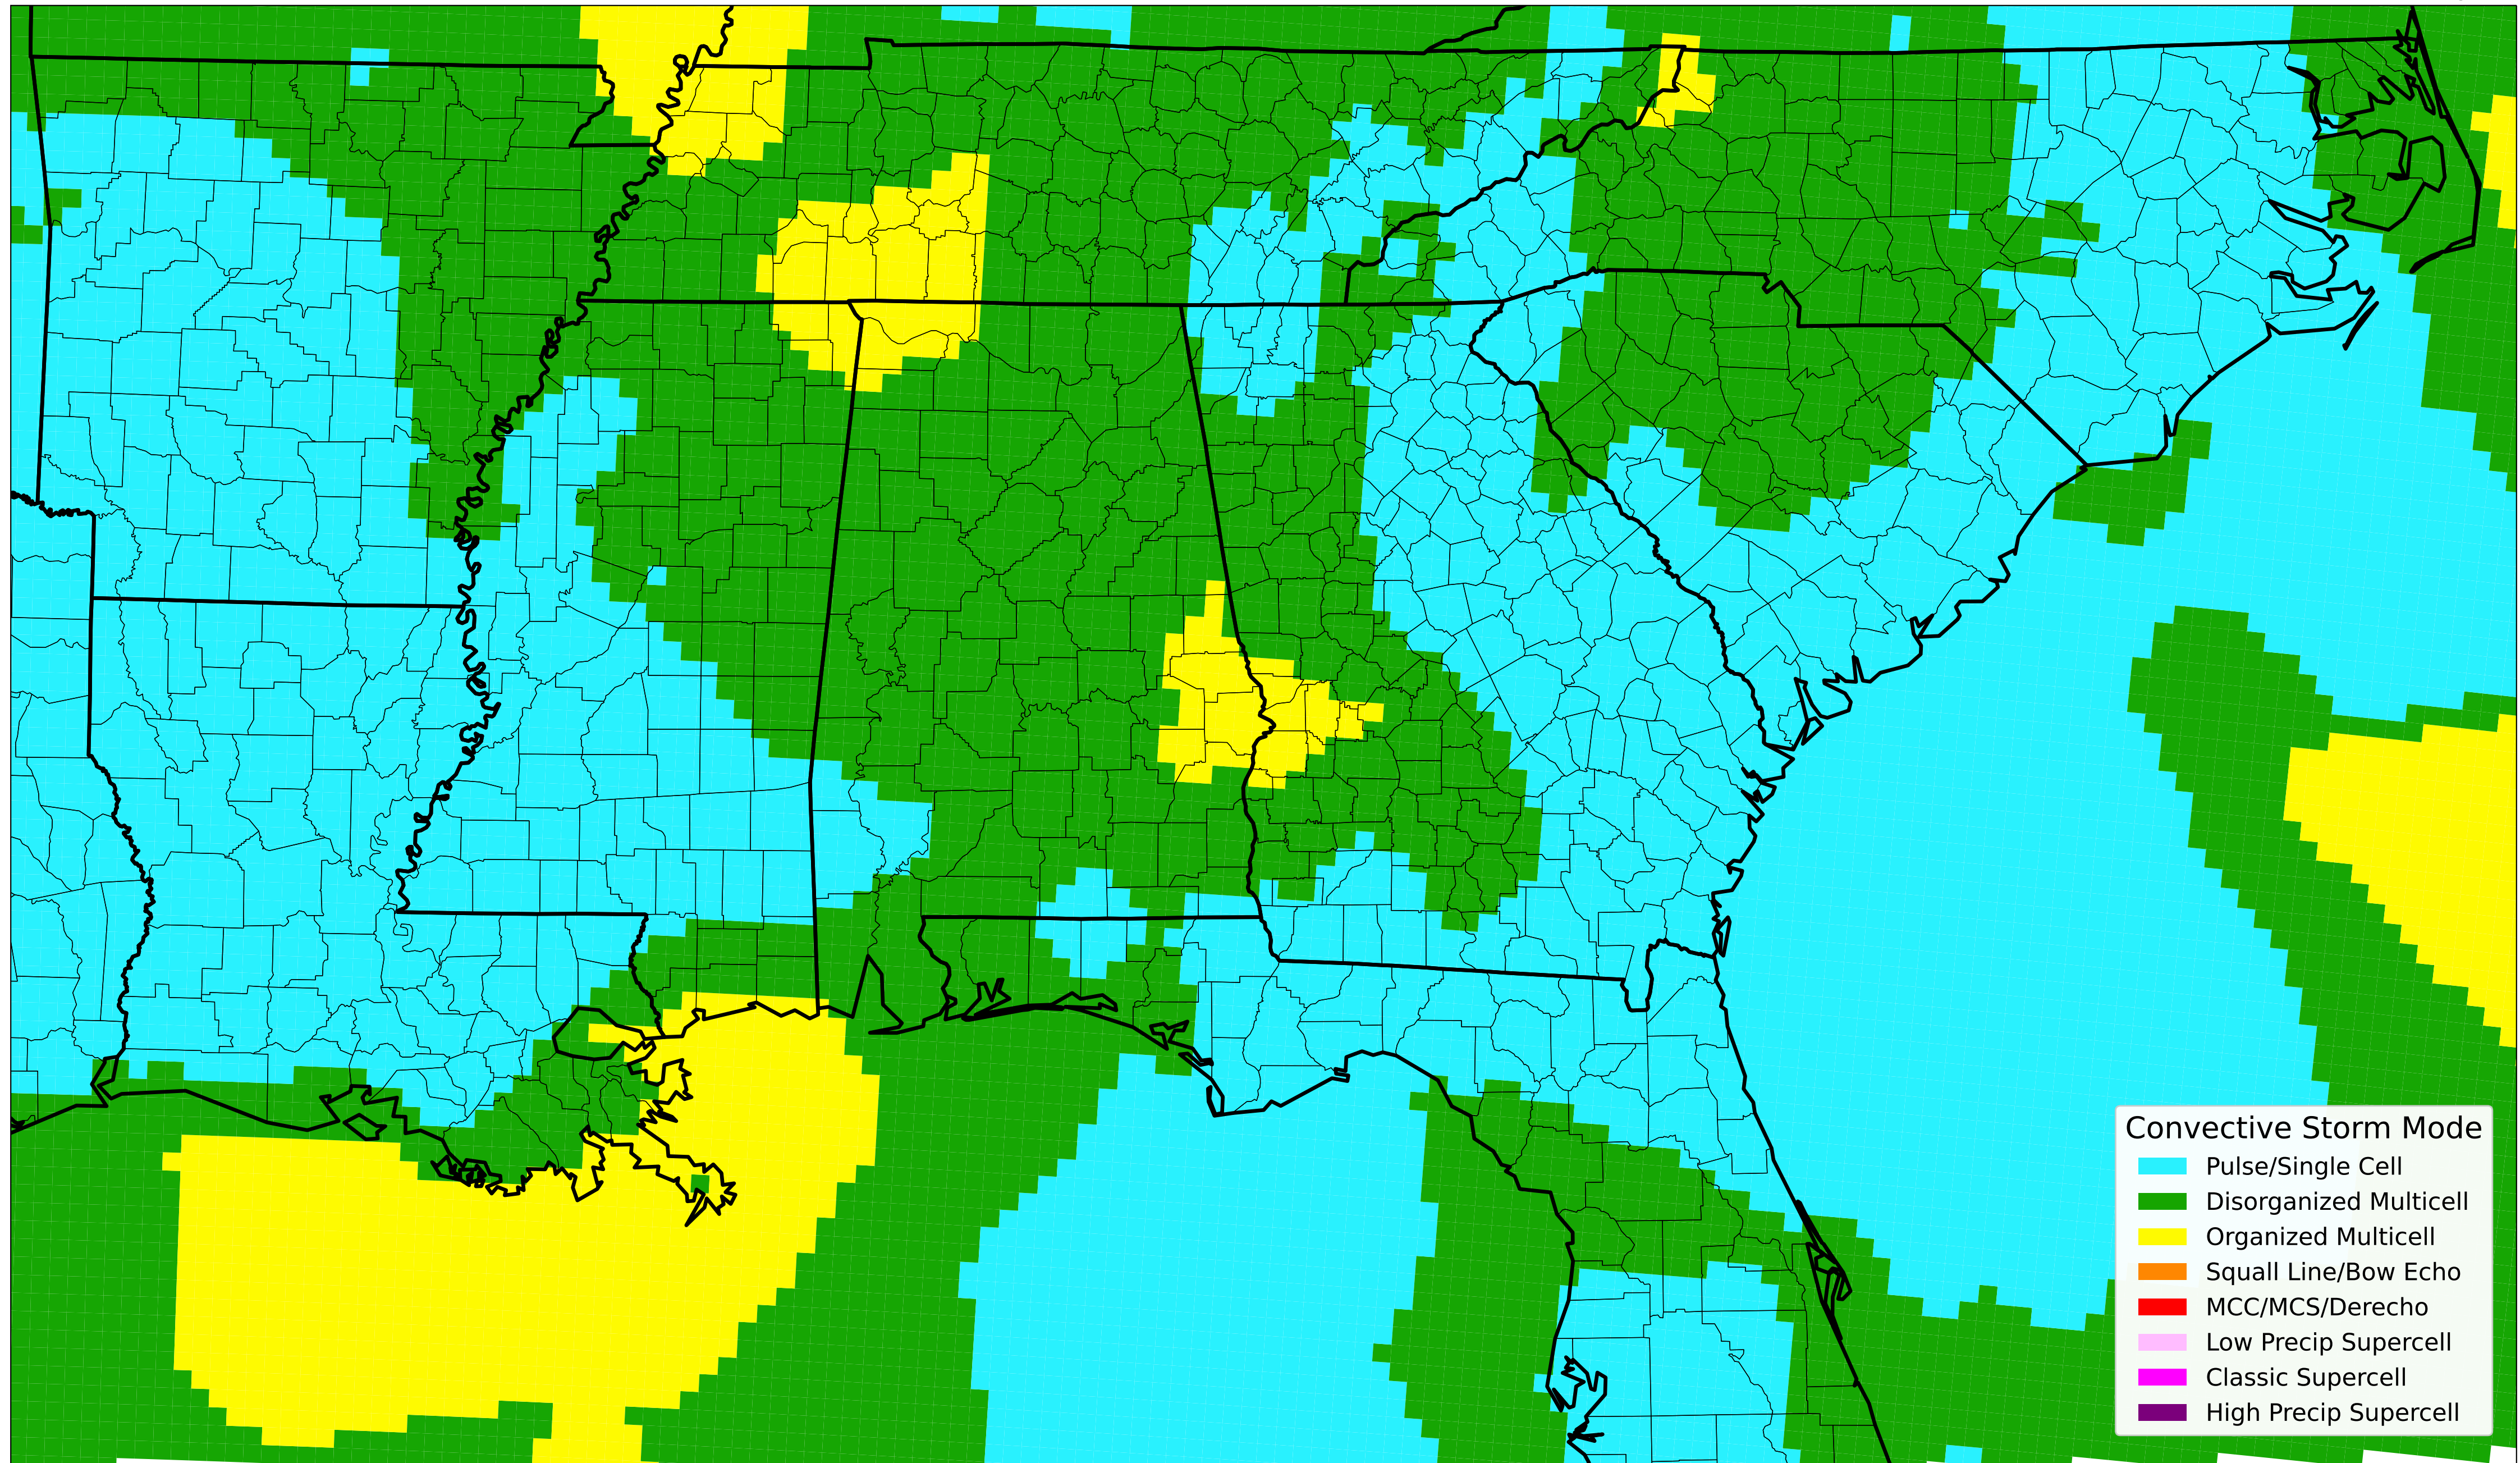 Convective Storm Mode
Pulse/Single Cell
Disorganized Multicell
Organized Multicell
Squall Line/Bow Echo
MCC/MCS/Derecho
Low Precip Supercell
Classic Supercell
High Precip Supercell